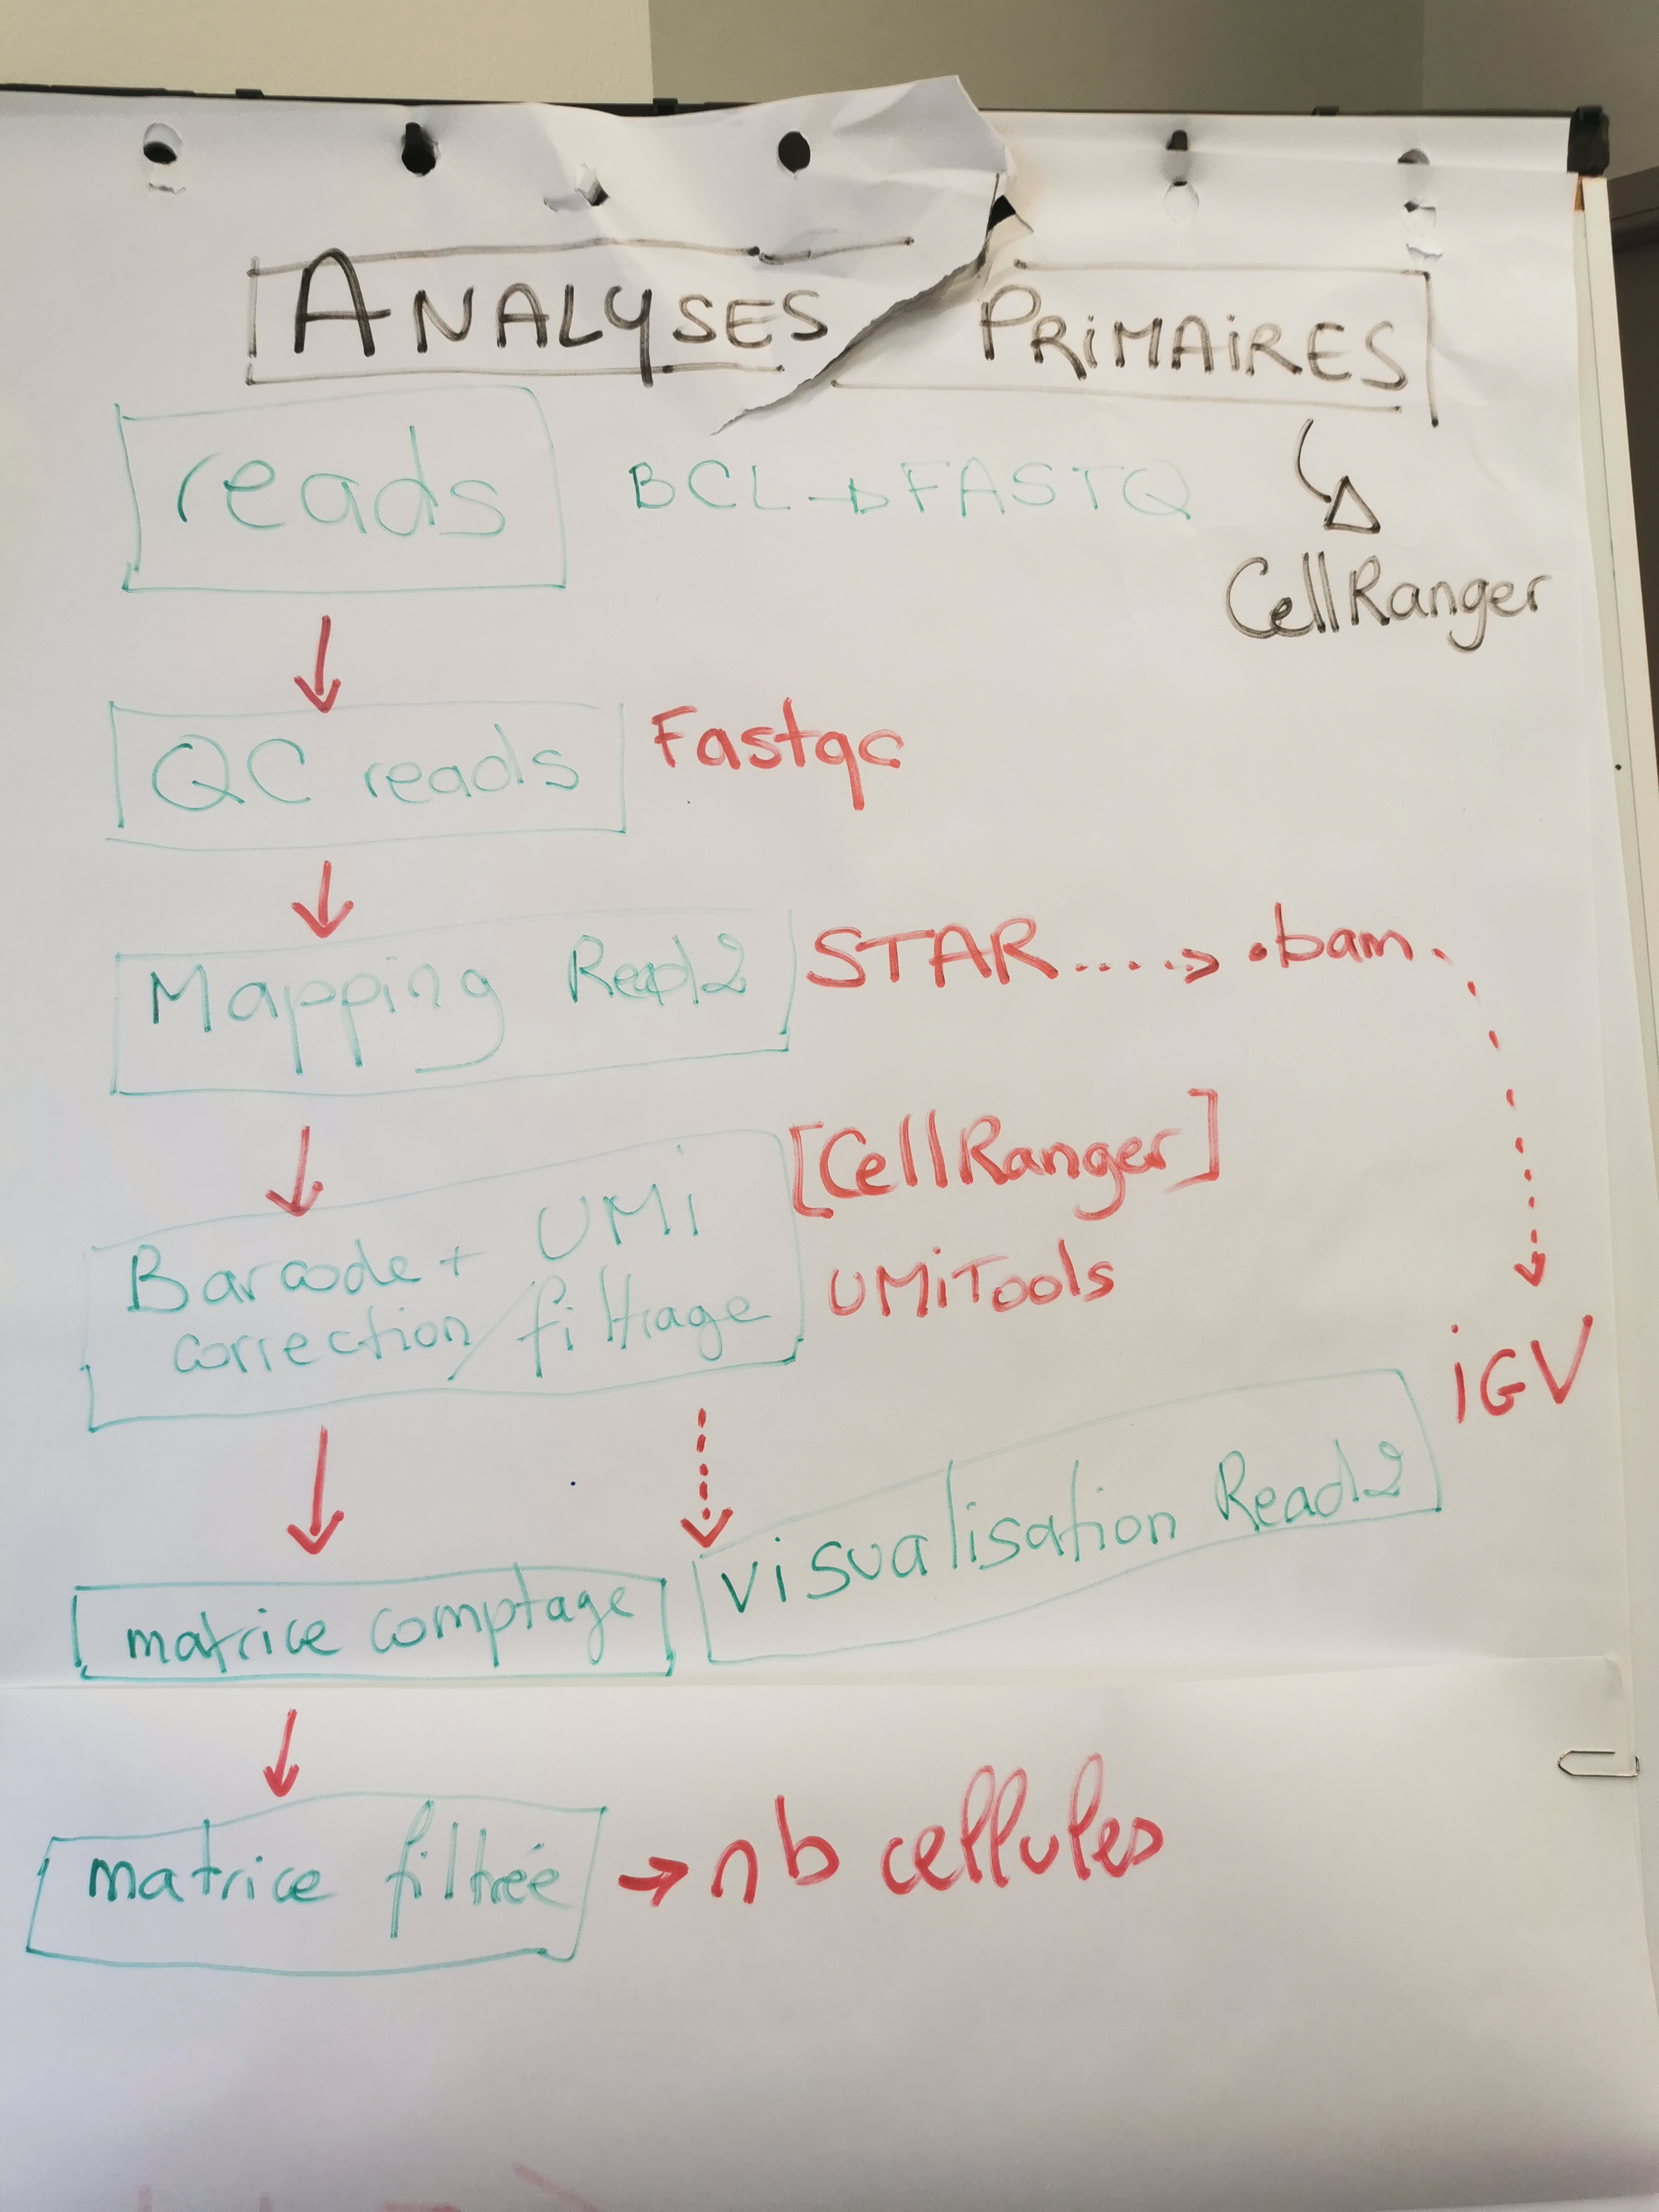 ANALYSES PRIMAIRES
reads BCL → FASTQ
CellRanger
QC reads Fastqc
Mapping Read2 STAR ....→ .bam
[CellRanger]
Barcode + UMi
correction/filtrage
UMiTools
iGV
visualisation Read2
matrice comptage
matrice filtrée → nb cellules